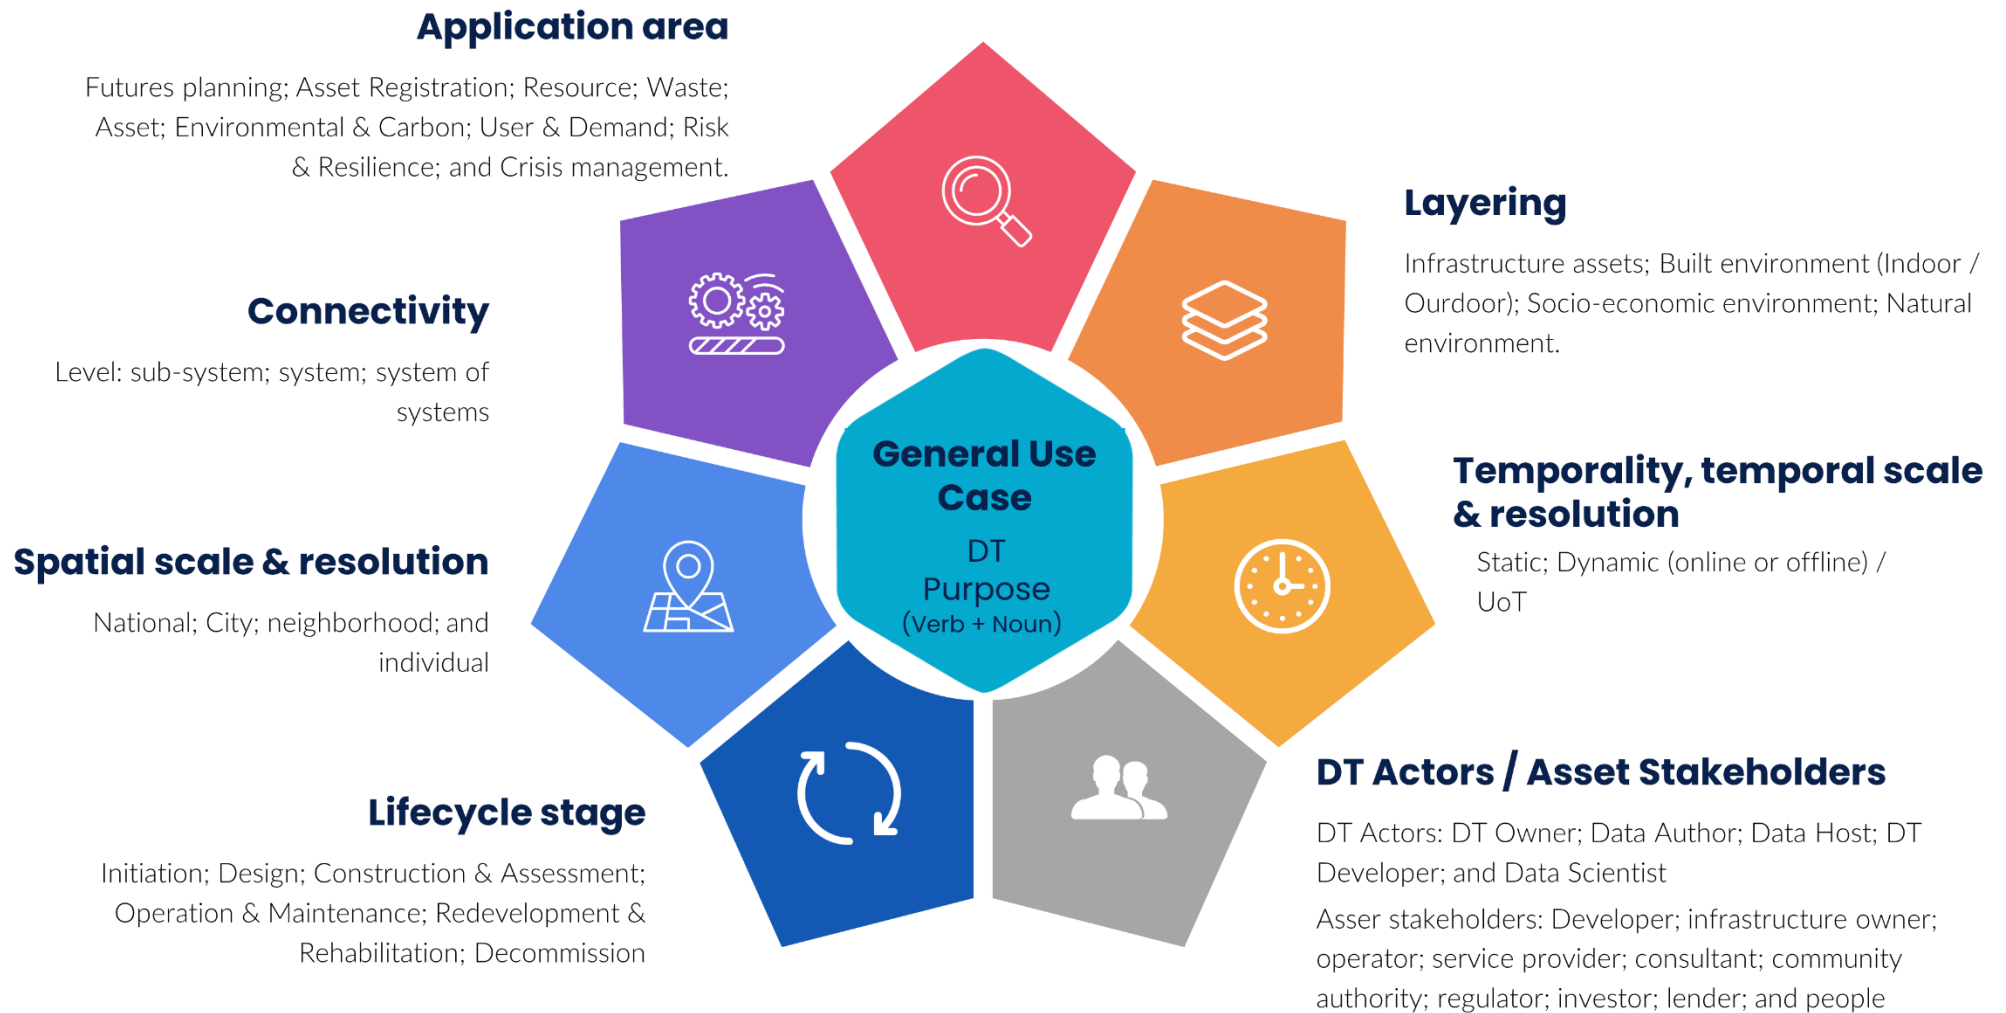 Application area
Futures planning; Asset Registration; Resource; Waste;
Asset; Environmental & Carbon; User & Demand; Risk
& Resilience; and Crisis management.
Layering
Infrastructure assets; Built environment (Indoor /
Ourdoor); Socio-economic environment; Natural
environment.
Connectivity
Level: sub-system; system; system of
systems
General Use
Case
DT
Purpose
(Verb + Noun)
Temporality, temporal scale
& resolution
Static; Dynamic (online or offline) /
UoT
Spatial scale & resolution
National; City; neighborhood; and
individual
Lifecycle stage
Initiation; Design; Construction & Assessment;
Operation & Maintenance; Redevelopment &
Rehabilitation; Decommission
DT Actors / Asset Stakeholders
DT Actors: DT Owner; Data Author; Data Host; DT
Developer; and Data Scientist
Asser stakeholders: Developer; infrastructure owner;
operator; service provider; consultant; community
authority; regulator; investor; lender; and people